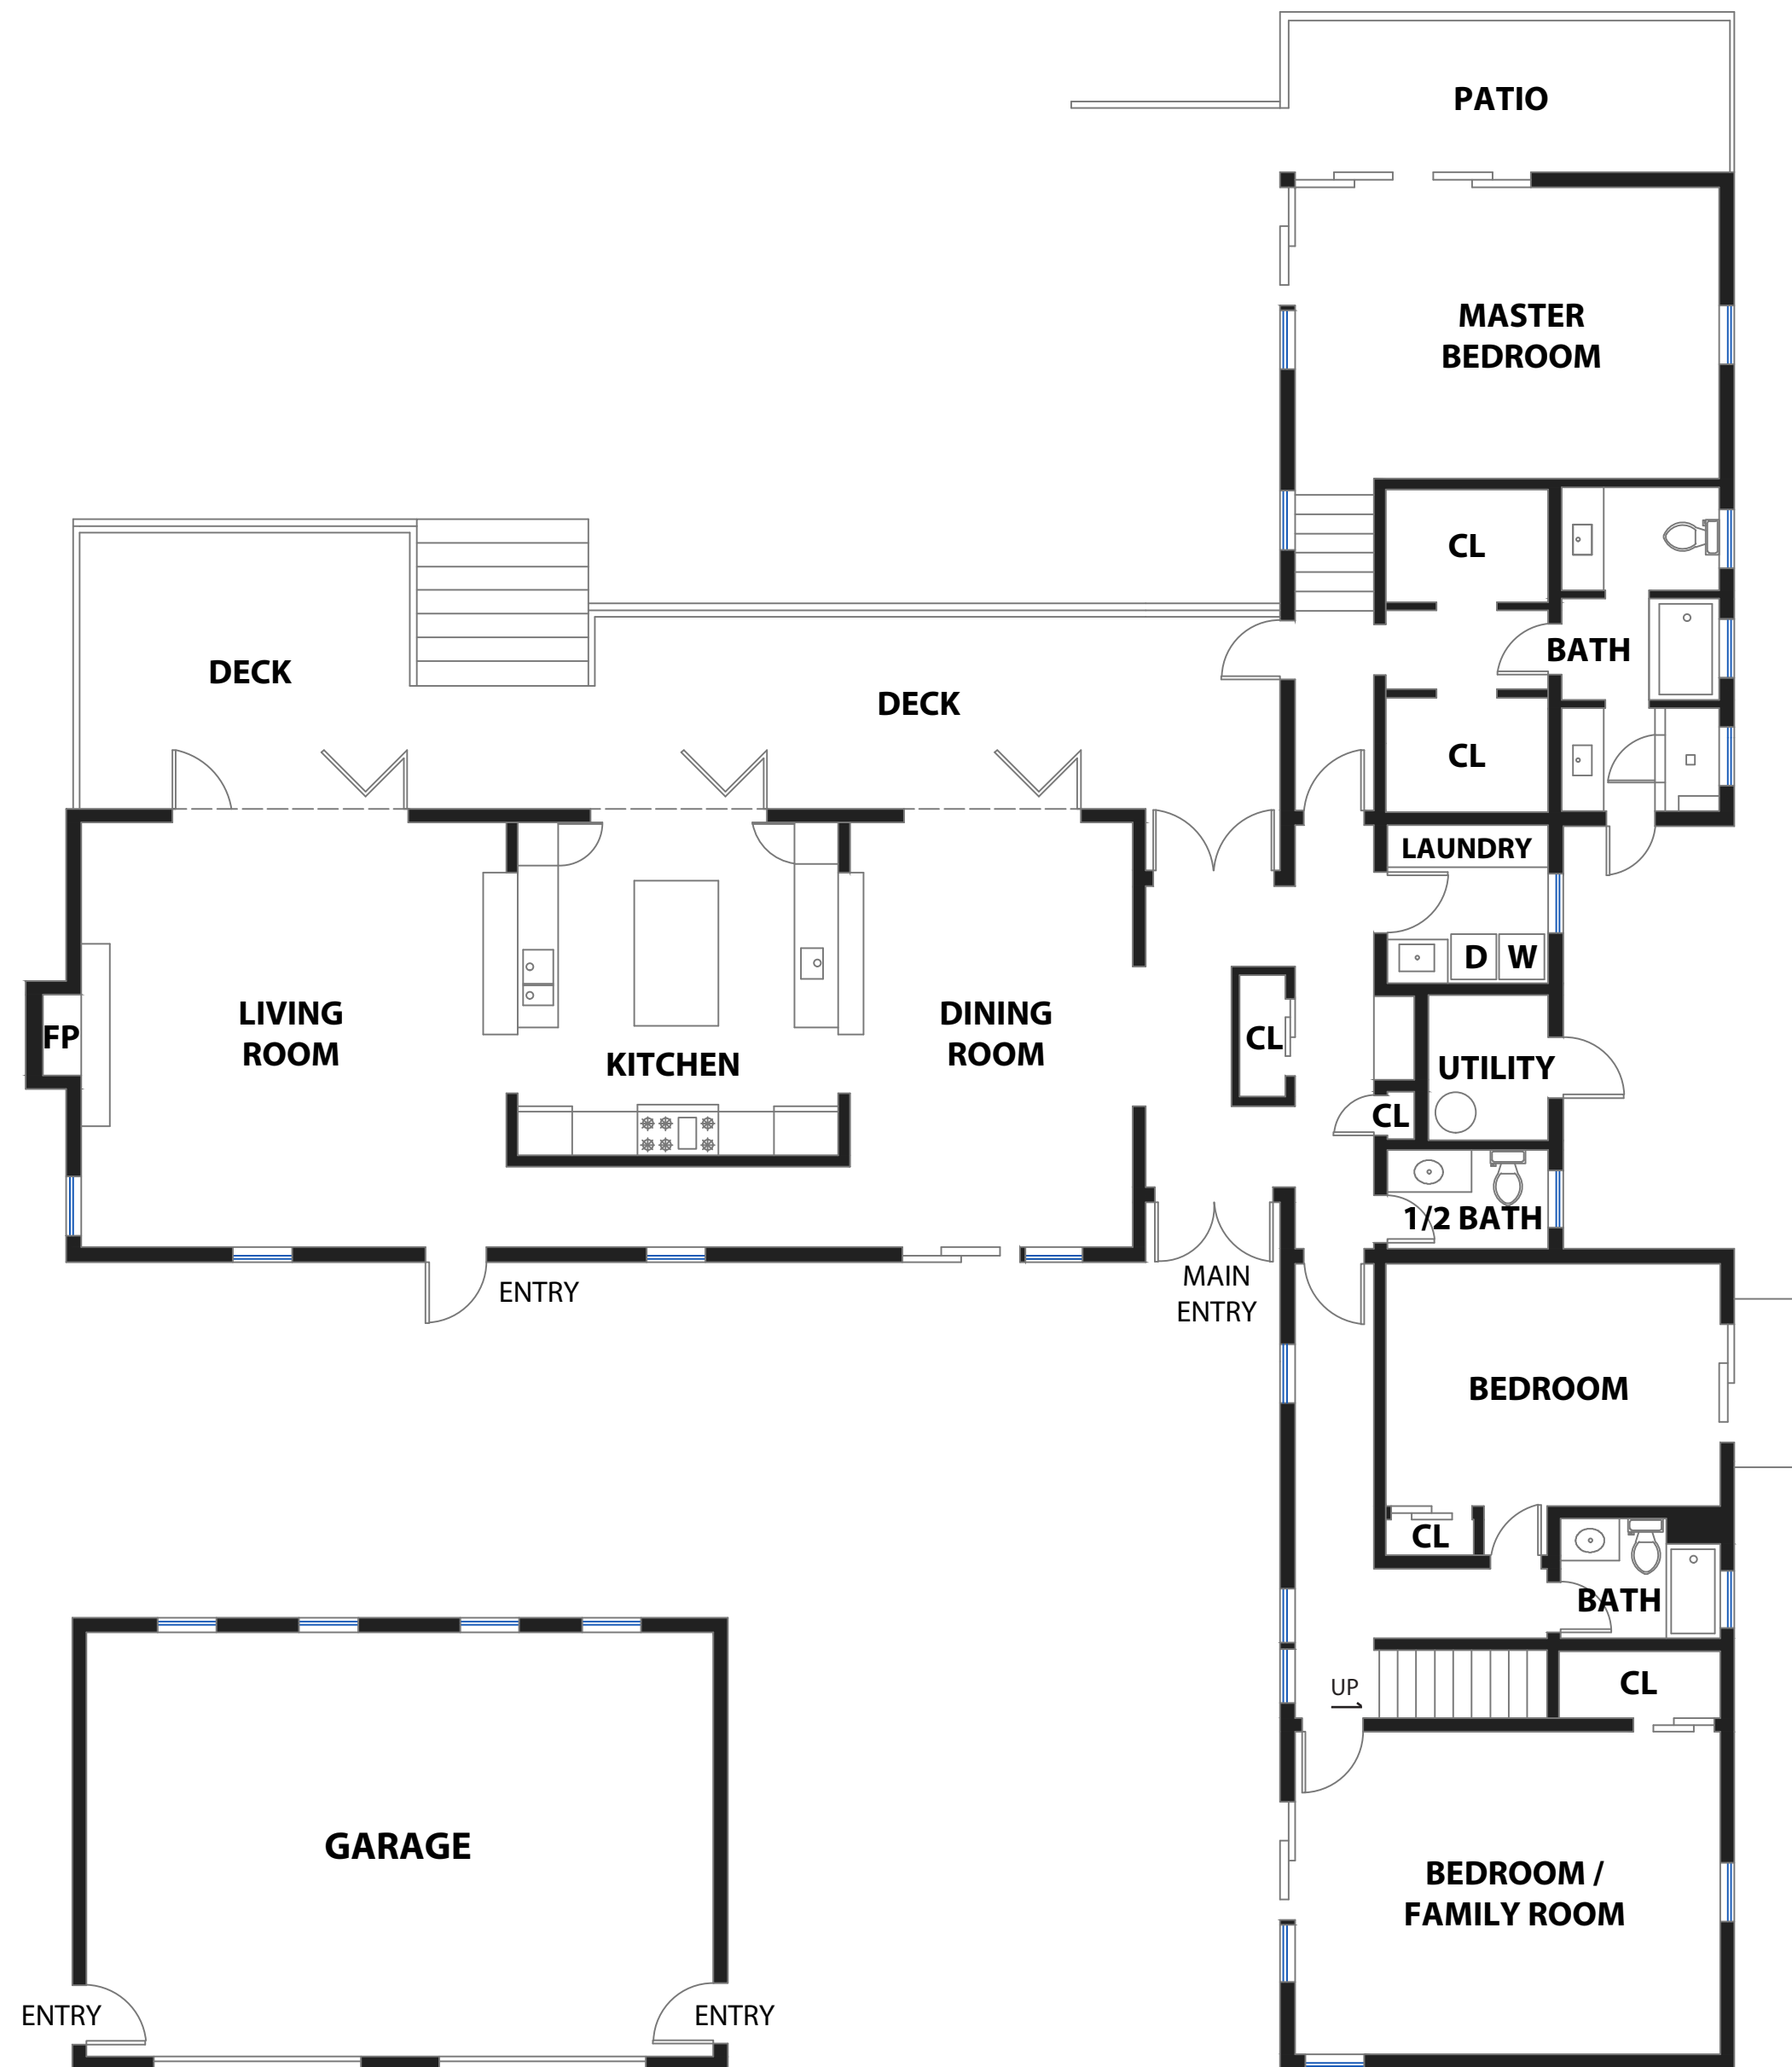 PATIO
MASTER
BEDROOM
CL
BATH
DECK
DECK
CL
LAUNDRY
D W
LIVING
ROOM
FP
KITCHEN
DINING
ROOM
CL
UTILITY
CL
1/2 BATH
ENTRY
MAIN
ENTRY
BEDROOM
CL
BATH
UP
CL
GARAGE
BEDROOM /
FAMILY ROOM
ENTRY
ENTRY